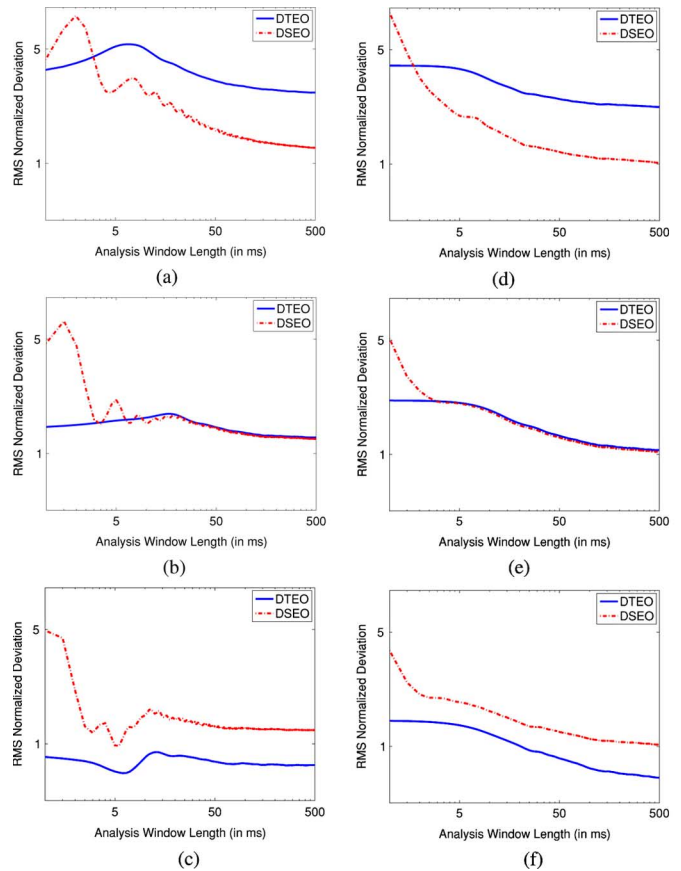 DTEO
DSEO
5
1
RMS Normalized Deviation
5 50 500
Analysis Window Length (in ms)
(a)
DTEO
DSEO
5
1
RMS Normalized Deviation
5 50 500
Analysis Window Length (in ms)
(d)
DTEO
DSEO
5
1
RMS Normalized Deviation
5 50 500
Analysis Window Length (in ms)
(b)
DTEO
DSEO
5
1
RMS Normalized Deviation
5 50 500
Analysis Window Length (in ms)
(e)
DTEO
DSEO
5
1
RMS Normalized Deviation
5 50 500
Analysis Window Length (in ms)
(c)
DTEO
DSEO
5
1
RMS Normalized Deviation
5 50 500
Analysis Window Length (in ms)
(f)